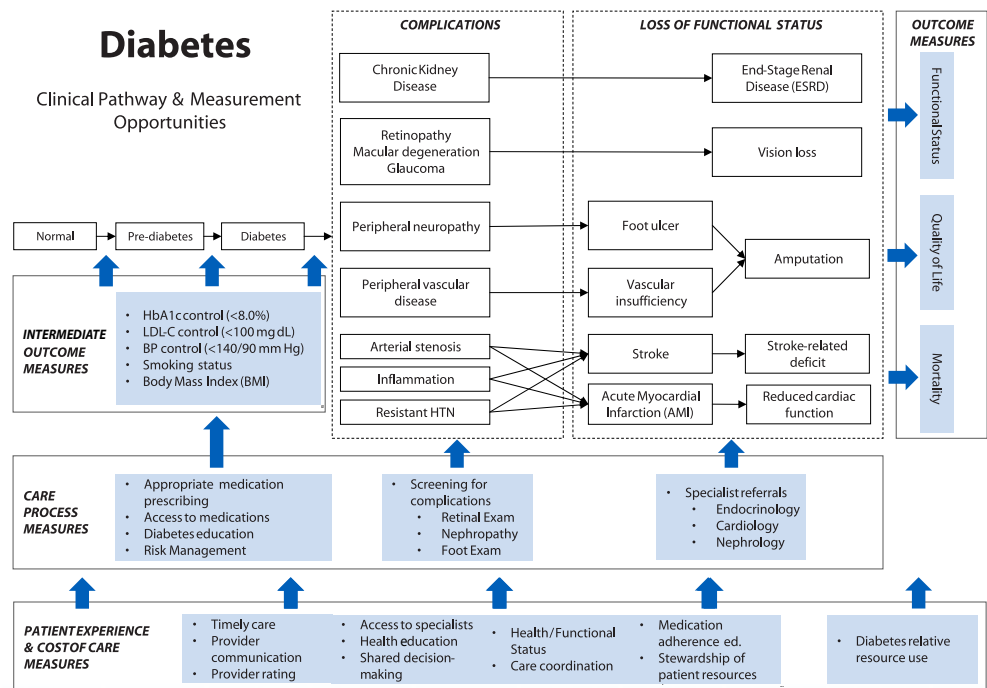 Diabetes
Clinical Pathway & Measurement
Opportunities
COMPLICATIONS
LOSS OF FUNCTIONAL STATUS
OUTCOME
MEASURES
Chronic Kidney
Disease
End-Stage Renal
Disease (ESRD)
Functional Status
Retinopathy
Macular degeneration
Glaucoma
Vision loss
Normal
Pre-diabetes
Diabetes
Peripheral neuropathy
Foot ulcer
Amputation
Quality of Life
Peripheral vascular
disease
Vascular
insufficiency
Arterial stenosis
Stroke
Stroke-related
deficit
Mortality
Inflammation
Resistant HTN
Acute Myocardial
Infarction (AMI)
Reduced cardiac
function
INTERMEDIATE
OUTCOME
MEASURES
• HbA1c control (<8.0%)
• LDL-C control (<100 mg dL)
• BP control (<140/90 mm Hg)
• Smoking status
• Body Mass Index (BMI)
CARE
PROCESS
MEASURES
• Appropriate medication
prescribing
• Access to medications
• Diabetes education
• Risk Management
• Screening for
complications
• Retinal Exam
• Nephropathy
• Foot Exam
• Specialist referrals
• Endocrinology
• Cardiology
• Nephrology
PATIENT EXPERIENCE
& COST OF CARE
MEASURES
• Timely care
• Provider
communication
• Provider rating
• Access to specialists
• Health education
• Shared decision-
making
• Health/Functional
Status
• Care coordination
• Medication
adherence ed.
• Stewardship of
patient resources
• Diabetes relative
resource use